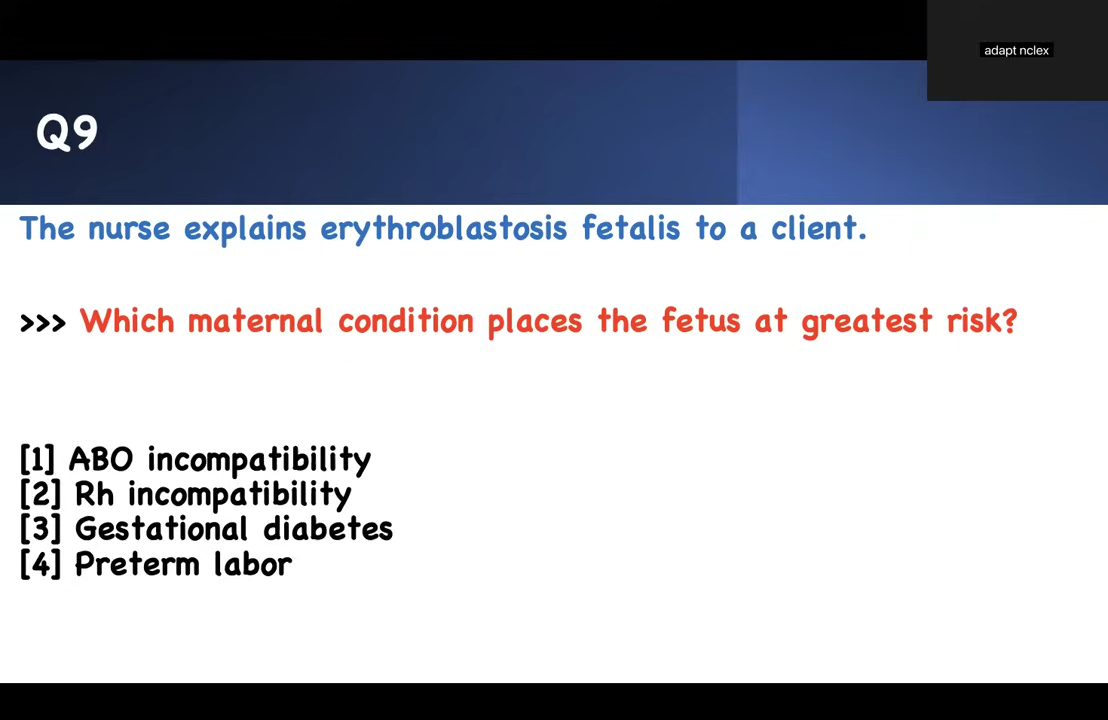 adapt nclex
Q9
The nurse explains erythroblastosis fetalis to a client.
>>> Which maternal condition places the fetus at greatest risk?
[1] ABO incompatibility
[2] Rh incompatibility
[3] Gestational diabetes
[4] Preterm labor